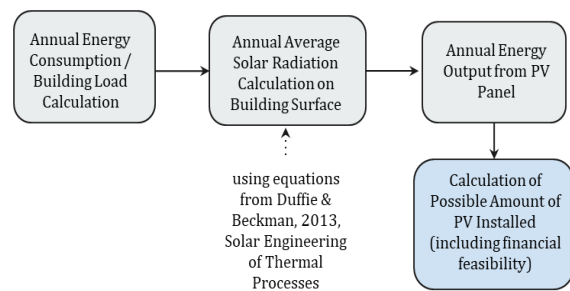 Annual Energy
Consumption /
Building Load
Calculation
Annual Average
Solar Radiation
Calculation on
Building Surface
Annual Energy
Output from PV
Panel
using equations
from Duffie &
Beckman, 2013,
Solar Engineering
of Thermal
Processes
Calculation of
Possible Amount of
PV Installed
(including financial
feasibility)